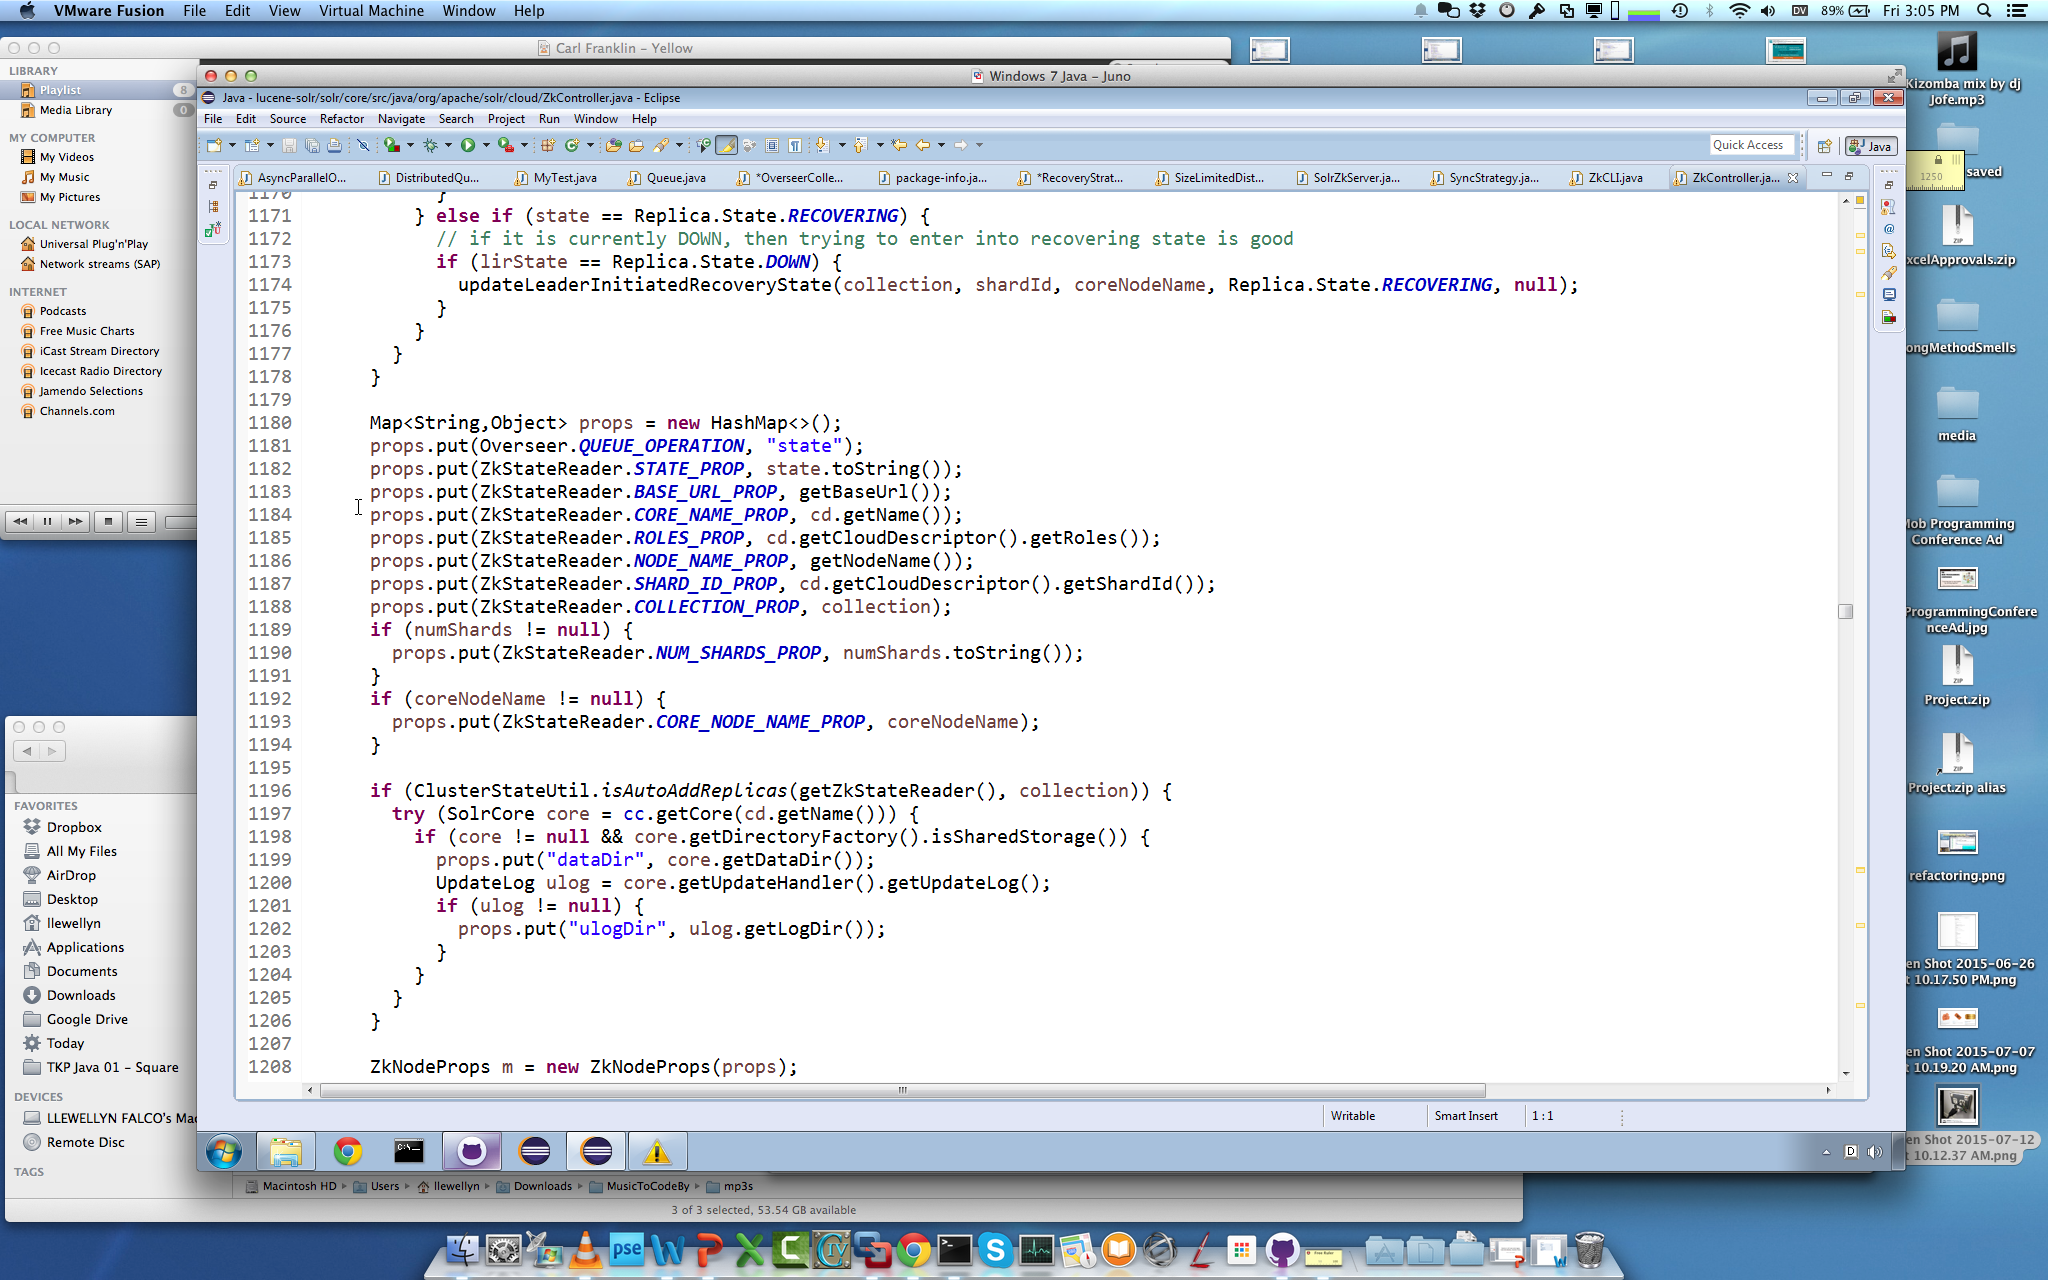 VMware Fusion File Edit View Virtual Machine Window Help
DV 89% Fri 3:05 PM
Carl Franklin – Yellow
LIBRARY
Playlist 8
Media Library 0
MY COMPUTER
My Videos
My Music
My Pictures
LOCAL NETWORK
Universal Plug'n'Play
Network streams (SAP)
INTERNET
Podcasts
Free Music Charts
iCast Stream Directory
Icecast Radio Directory
Jamendo Selections
Channels.com
FAVORITES
Dropbox
All My Files
AirDrop
Desktop
llewellyn
Applications
Documents
Downloads
Google Drive
Today
TKP Java 01 – Square
DEVICES
LLEWELLYN FALCO's Ma
Remote Disc
TAGS
Windows 7 Java – Juno
Java - lucene-solr/solr/core/src/java/org/apache/solr/cloud/ZkController.java - Eclipse
File Edit Source Refactor Navigate Search Project Run Window Help
Quick Access Java
AsyncParallelO... DistributedQu... MyTest.java Queue.java *OverseerColle... package-info.ja... *RecoveryStrat... SizeLimitedDist... SolrZkServer.ja... SyncStrategy.ja... ZkCLI.java ZkController.ja...
1170 }
1171 } else if (state == Replica.State.RECOVERING) {
1172 // if it is currently DOWN, then trying to enter into recovering state is good
1173 if (lirState == Replica.State.DOWN) {
1174 updateLeaderInitiatedRecoveryState(collection, shardId, coreNodeName, Replica.State.RECOVERING, null);
1175 }
1176 }
1177 }
1178 }
1179
1180 Map<String,Object> props = new HashMap<>();
1181 props.put(Overseer.QUEUE_OPERATION, "state");
1182 props.put(ZkStateReader.STATE_PROP, state.toString());
1183 props.put(ZkStateReader.BASE_URL_PROP, getBaseUrl());
1184 props.put(ZkStateReader.CORE_NAME_PROP, cd.getName());
1185 props.put(ZkStateReader.ROLES_PROP, cd.getCloudDescriptor().getRoles());
1186 props.put(ZkStateReader.NODE_NAME_PROP, getNodeName());
1187 props.put(ZkStateReader.SHARD_ID_PROP, cd.getCloudDescriptor().getShardId());
1188 props.put(ZkStateReader.COLLECTION_PROP, collection);
1189 if (numShards != null) {
1190 props.put(ZkStateReader.NUM_SHARDS_PROP, numShards.toString());
1191 }
1192 if (coreNodeName != null) {
1193 props.put(ZkStateReader.CORE_NODE_NAME_PROP, coreNodeName);
1194 }
1195
1196 if (ClusterStateUtil.isAutoAddReplicas(getZkStateReader(), collection)) {
1197 try (SolrCore core = cc.getCore(cd.getName())) {
1198 if (core != null && core.getDirectoryFactory().isSharedStorage()) {
1199 props.put("dataDir", core.getDataDir());
1200 UpdateLog ulog = core.getUpdateHandler().getUpdateLog();
1201 if (ulog != null) {
1202 props.put("ulogDir", ulog.getLogDir());
1203 }
1204 }
1205 }
1206 }
1207
1208 ZkNodeProps m = new ZkNodeProps(props);
Writable Smart Insert 1 : 1
D
Macintosh HD Users llewellyn Downloads MusicToCodeBy mp3s
3 of 3 selected, 53.54 GB available
pse
Kizomba mix by dj
Jofe.mp3
saved
1250
ZIP
xcelApprovals.zip
ongMethodSmells
media
Mob Programming
Conference Ad
ProgrammingConfere
nceAd.jpg
ZIP
Project.zip
ZIP
Project.zip alias
refactoring.png
en Shot 2015-06-26
t 10.17.50 PM.png
en Shot 2015-07-07
t 10.19.20 AM.png
en Shot 2015-07-12
t 10.12.37 AM.png